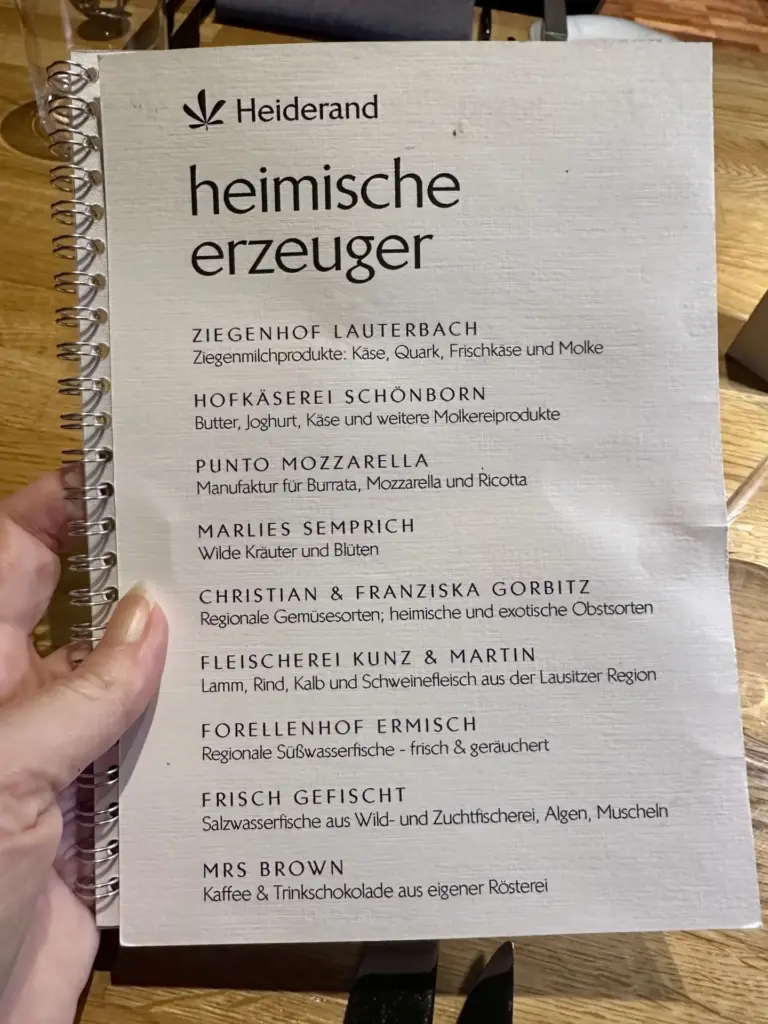 Heiderand
heimische
erzeuger
ZIEGENHOF LAUTERBACH
Ziegenmilchprodukte: Käse, Quark, Frischkäse und Molke
HOFKÄSEREI SCHÖNBORN
Butter, Joghurt, Käse und weitere Molkereiprodukte
PUNTO MOZZARELLA
Manufaktur für Burrata, Mozzarella und Ricotta
MARLIES SEMPRICH
Wilde Kräuter und Blüten
CHRISTIAN & FRANZISKA GORBITZ
Regionale Gemüsesorten; heimische und exotische Obstsorten
FLEISCHEREI KUNZ & MARTIN
Lamm, Rind, Kalb und Schweinefleisch aus der Lausitzer Region
FORELLENHOF ERMISCH
Regionale Süßwasserfische - frisch & geräuchert
FRISCH GEFISCHT
Salzwasserfische aus Wild- und Zuchtfischerei, Algen, Muscheln
MRS BROWN
Kaffee & Trinkschokolade aus eigener Rösterei